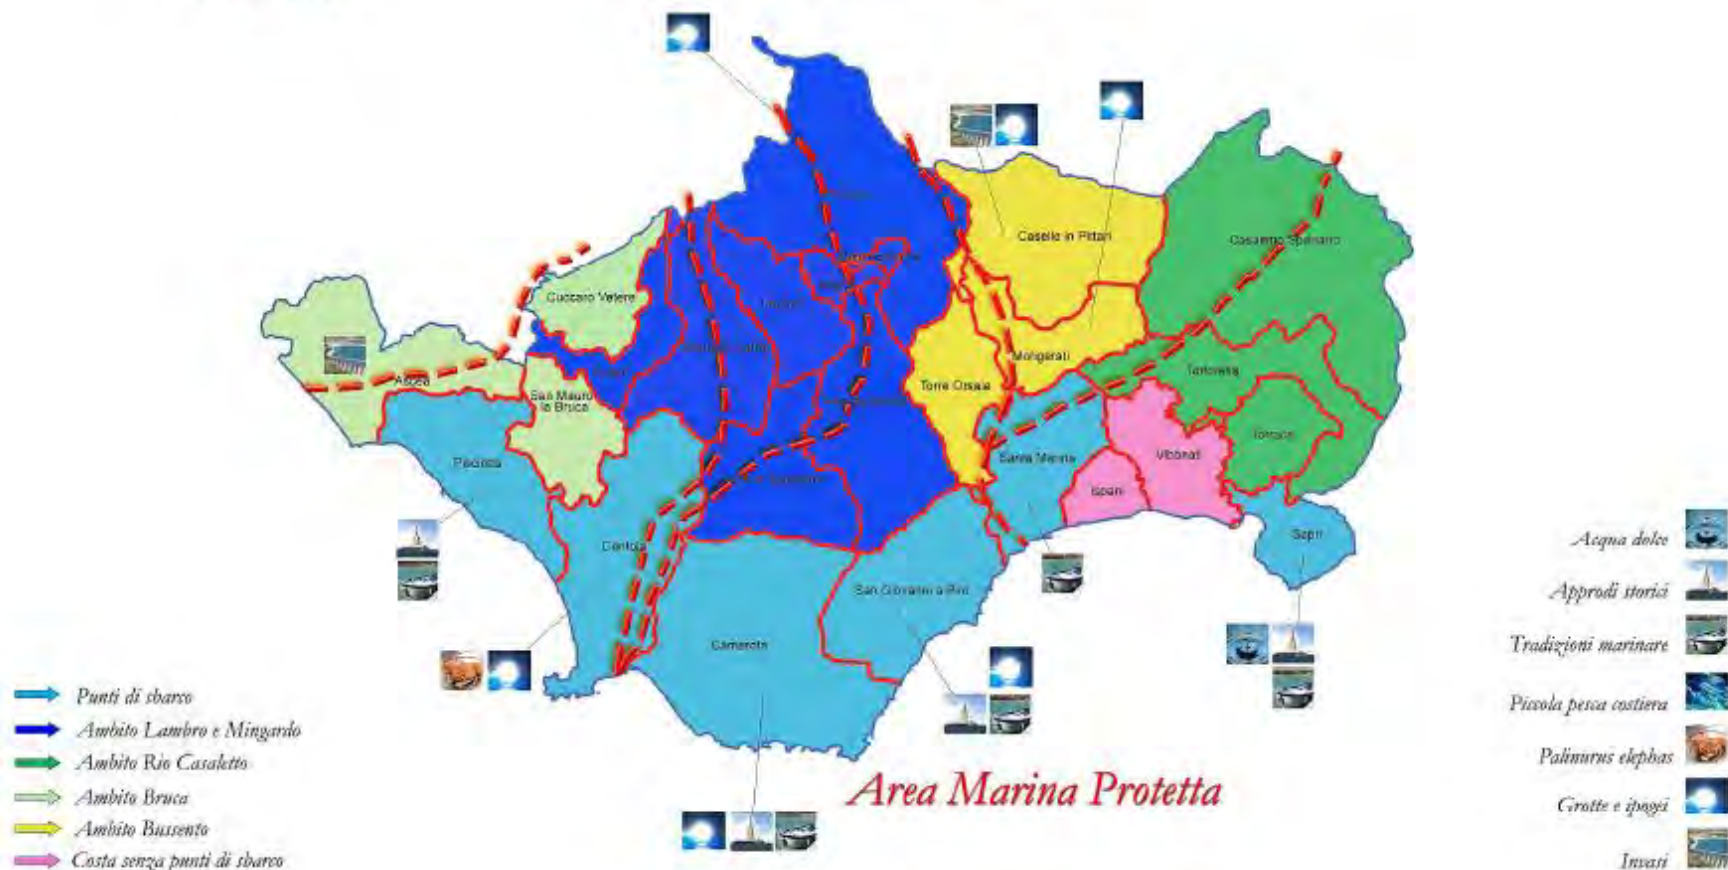 Caselle in Pittari
Casaletto Spartano
Cuccaro Vetere
Morigerati
Tortorella
Ascea
Torre Orsaia
San Mauro
la Bruca
Torraca
Vibonati
Santa Marina
Pisciotta
Ispani
Sapri
Centola
San Giovanni a Piro
Camerota
Area Marina Protetta
Punti di sbarco
Ambito Lambro e Mingardo
Ambito Rio Casaletto
Ambito Bruca
Ambito Bussento
Costa senza punti di sbarco
Acqua dolce
Approdi storici
Tradizioni marinare
Piccola pesca costiera
Palinurus elephas
Grotte e ipogei
Invasi